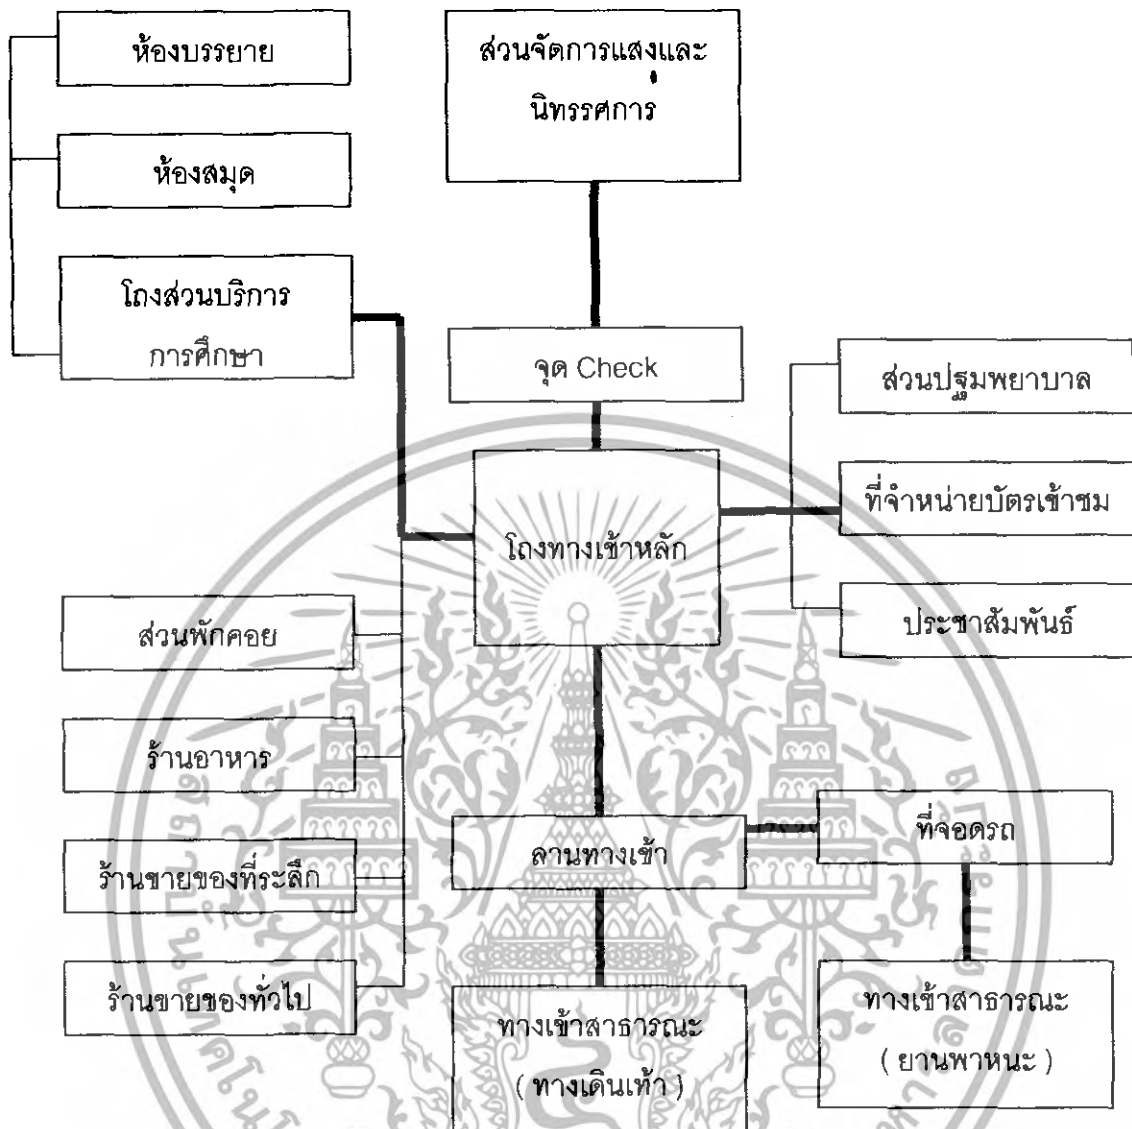 ห้องบรรยาย
ส่วนจัดการแสงและ
นิทรรศการ
ห้องสมุด
โถงส่วนบริการ
การศึกษา
จุด Check
ส่วนปฐมพยาบาล
ที่จำหน่ายบัตรเข้าชม
โถงทางเข้าหลัก
ประชาสัมพันธ์
ส่วนพักคอย
ร้านอาหาร
ที่จอดรถ
ลานทางเข้า
ร้านขายของที่ระลึก
ร้านขายของทั่วไป
ทางเข้าสาธารณะ
( ทางเดินเท้า )
ทางเข้าสาธารณะ
( ยานพาหนะ )